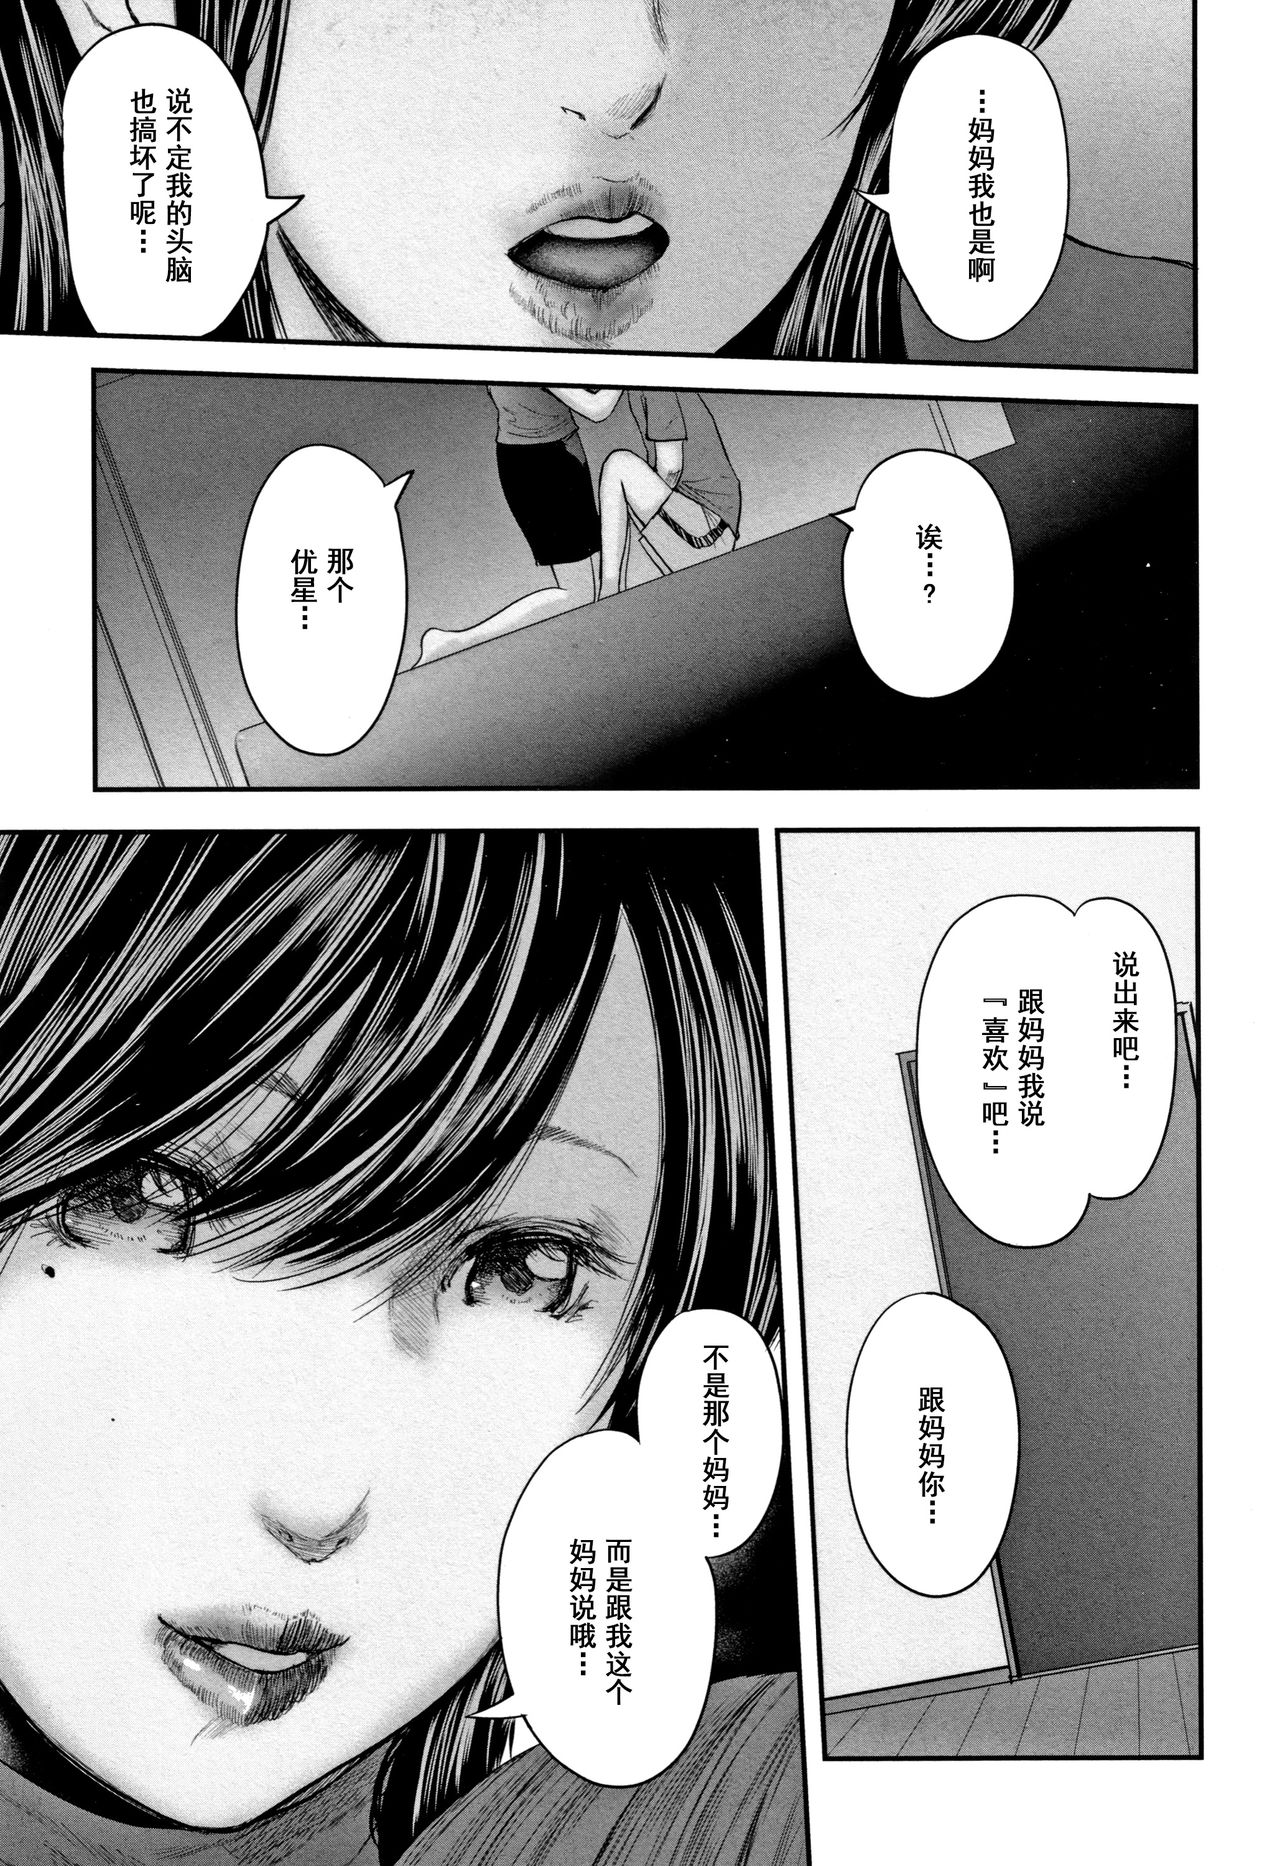 …妈妈我也是啊
说不定我的头脑
也搞坏了呢…
诶…?
那个
优星…
说出来吧…
跟妈妈我说
『喜欢』吧…
跟妈妈你…
不是那个妈妈…
而是跟我这个
妈妈说哦…